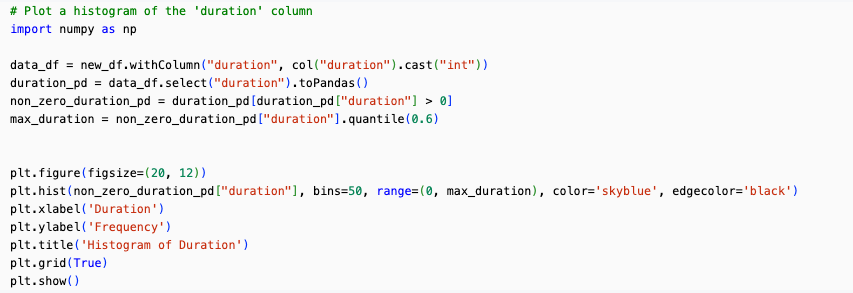 # Plot a histogram of the 'duration' column
import numpy as np
data_df = new_df.withColumn("duration", col("duration").cast("int"))
duration_pd = data_df.select("duration").toPandas()
non_zero_duration_pd = duration_pd[duration_pd["duration"] > 0]
max_duration = non_zero_duration_pd["duration"].quantile(0.6)
plt.figure(figsize=(20, 12))
plt.hist(non_zero_duration_pd["duration"], bins=50, range=(0, max_duration), color='skyblue', edgecolor='black')
plt.xlabel('Duration')
plt.ylabel('Frequency')
plt.title('Histogram of Duration')
plt.grid(True)
plt.show()